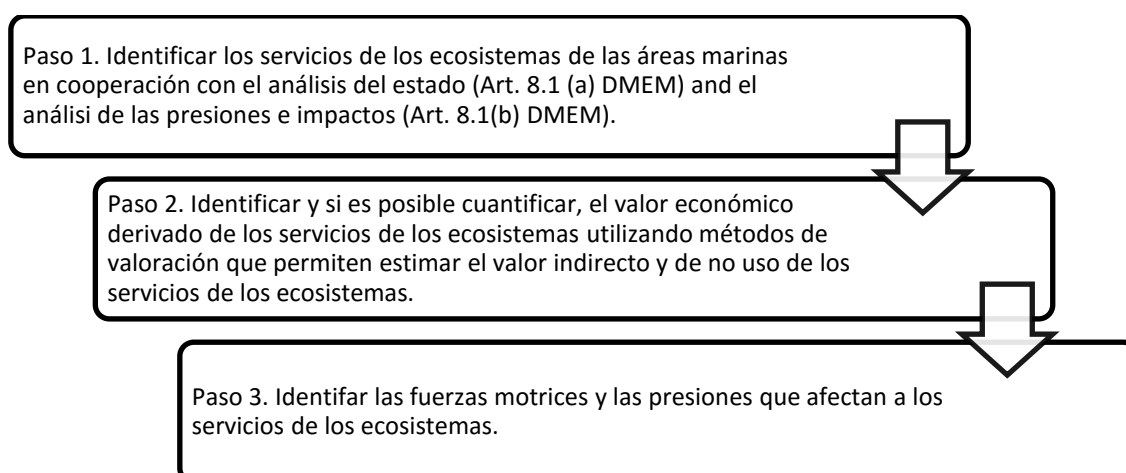 Paso 1. Identificar los servicios de los ecosistemas de las áreas marinas
en cooperación con el análisis del estado (Art. 8.1 (a) DMEM) and el
análisi de las presiones e impactos (Art. 8.1(b) DMEM).
Paso 2. Identificar y si es posible cuantificar, el valor económico
derivado de los servicios de los ecosistemas utilizando métodos de
valoración que permiten estimar el valor indirecto y de no uso de los
servicios de los ecosistemas.
Paso 3. Identifar las fuerzas motrices y las presiones que afectan a los
servicios de los ecosistemas.